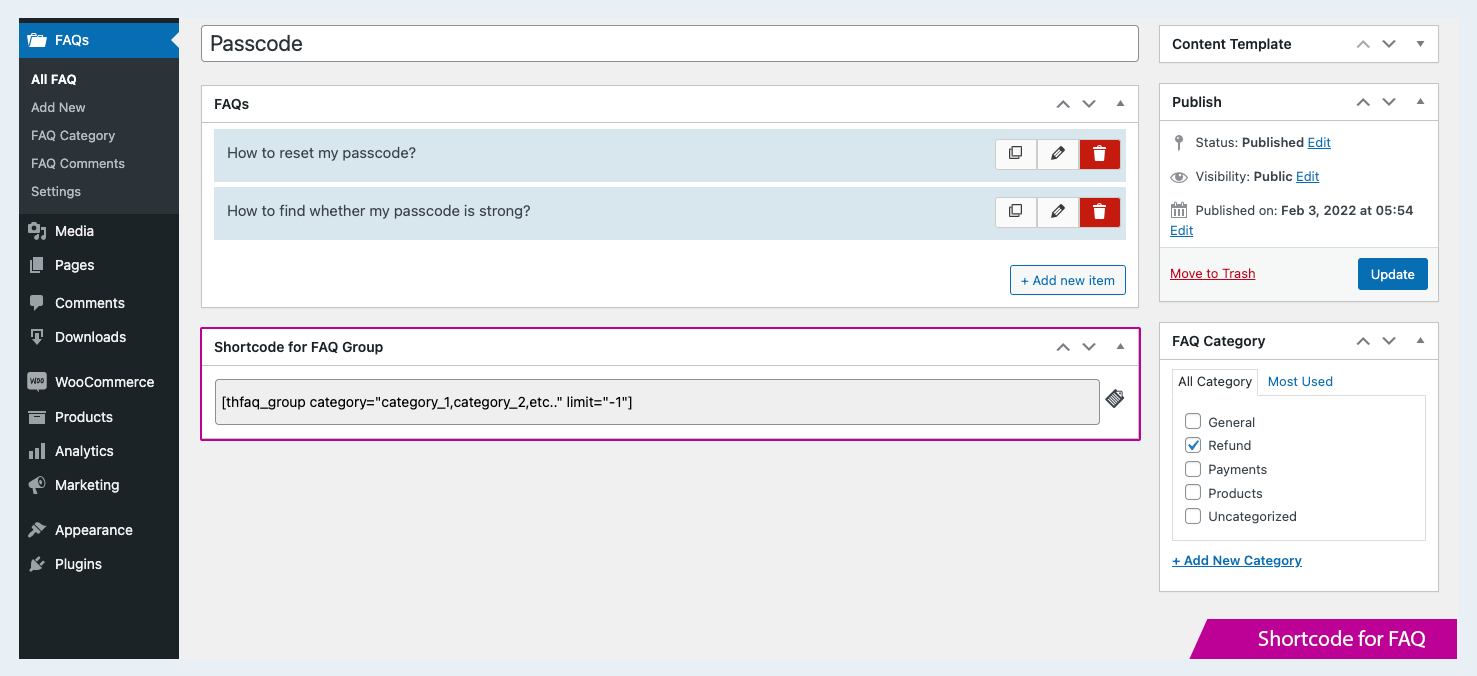 FAQs
All FAQ
Add New
FAQ Category
FAQ Comments
Settings
Media
Pages
Comments
Downloads
WOO
WooCommerce
Products
Analytics
Marketing
Appearance
Plugins
Passcode
FAQs
How to reset my passcode?
How to find whether my passcode is strong?
+ Add new item
Shortcode for FAQ Group
[thfaq_group category="category_1,category_2,etc.." limit="-1"]
Content Template
Publish
Status: Published Edit
Visibility: Public Edit
Published on: Feb 3, 2022 at 05:54
Edit
Move to Trash
Update
FAQ Category
All Category Most Used
General
Refund
Payments
Products
Uncategorized
+ Add New Category
Shortcode for FAQ